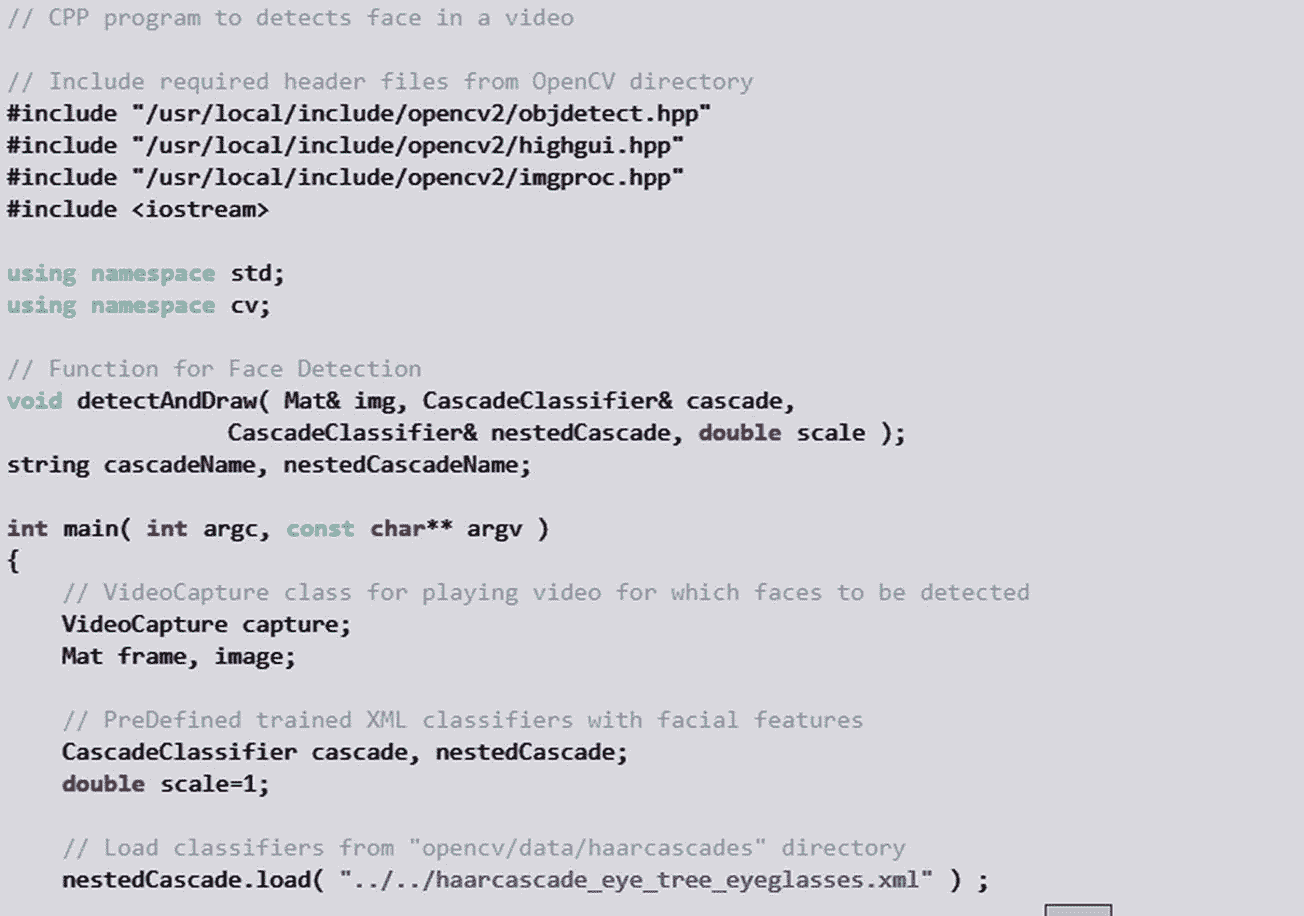 // CPP program to detects face in a video
// Include required header files from OpenCV directory
#include "/usr/local/include/opencv2/objdetect.hpp"
#include "/usr/local/include/opencv2/highgui.hpp"
#include "/usr/local/include/opencv2/imgproc.hpp"
#include <iostream>
using namespace std;
using namespace cv;
// Function for Face Detection
void detectAndDraw( Mat& img, CascadeClassifier& cascade,
CascadeClassifier& nestedCascade, double scale );
string cascadeName, nestedCascadeName;
int main( int argc, const char** argv )
{
// VideoCapture class for playing video for which faces to be detected
VideoCapture capture;
Mat frame, image;
// PreDefined trained XML classifiers with facial features
CascadeClassifier cascade, nestedCascade;
double scale=1;
// Load classifiers from "opencv/data/haarcascades" directory
nestedCascade.load( "../../haarcascade_eye_tree_eyeglasses.xml" ) ;